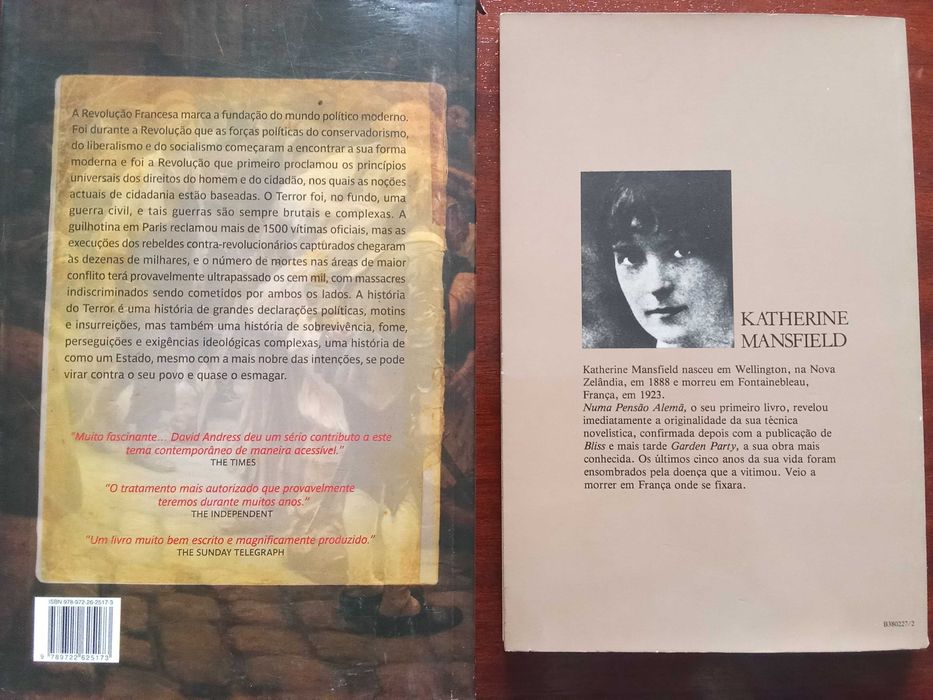 A Revolução Francesa marca a fundação do mundo político moderno.
Foi durante a Revolução que as forças políticas do conservadorismo,
do liberalismo e do socialismo começaram a encontrar a sua forma
moderna e foi a Revolução que primeiro proclamou os princípios
universais dos direitos do homem e do cidadão, nos quais as noções
actuais de cidadania estão baseadas. O Terror foi, no fundo, uma
guerra civil, e tais guerras são sempre brutais e complexas. A
guilhotina em Paris reclamou mais de 1500 vítimas oficiais, mas as
execuções dos rebeldes contra-revolucionários capturados chegaram
às dezenas de milhares, e o número de mortes nas áreas de maior
conflito terá provavelmente ultrapassado os cem mil, com massacres
indiscriminados sendo cometidos por ambos os lados. A história
do Terror é uma história de grandes declarações políticas, motins
e insurreições, mas também uma história de sobrevivência, fome,
perseguições e exigências ideológicas complexas, uma história de
como um Estado, mesmo com a mais nobre das intenções, se pode
virar contra o seu povo e quase o esmagar.
"Muito fascinante... David Andress deu um sério contributo a este
tema contemporâneo de maneira acessível."
THE TIMES
"O tratamento mais autorizado que provavelmente
teremos durante muitos anos."
THE INDEPENDENT
"Um livro muito bem escrito e magnificamente produzido."
THE SUNDAY TELEGRAPH
ISBN 978-972-26-2517-3
9 789722 625173
KATHERINE
MANSFIELD
Katherine Mansfield nasceu em Wellington, na Nova
Zelândia, em 1888 e morreu em Fontainebleau,
França, em 1923.
Numa Pensão Alemã, o seu primeiro livro, revelou
imediatamente a originalidade da sua técnica
novelística, confirmada depois com a publicação de
Bliss e mais tarde Garden Party, a sua obra mais
conhecida. Os últimos cinco anos da sua vida foram
ensombrados pela doença que a vitimou. Veio a
morrer em França onde se fixara.
B380227/2